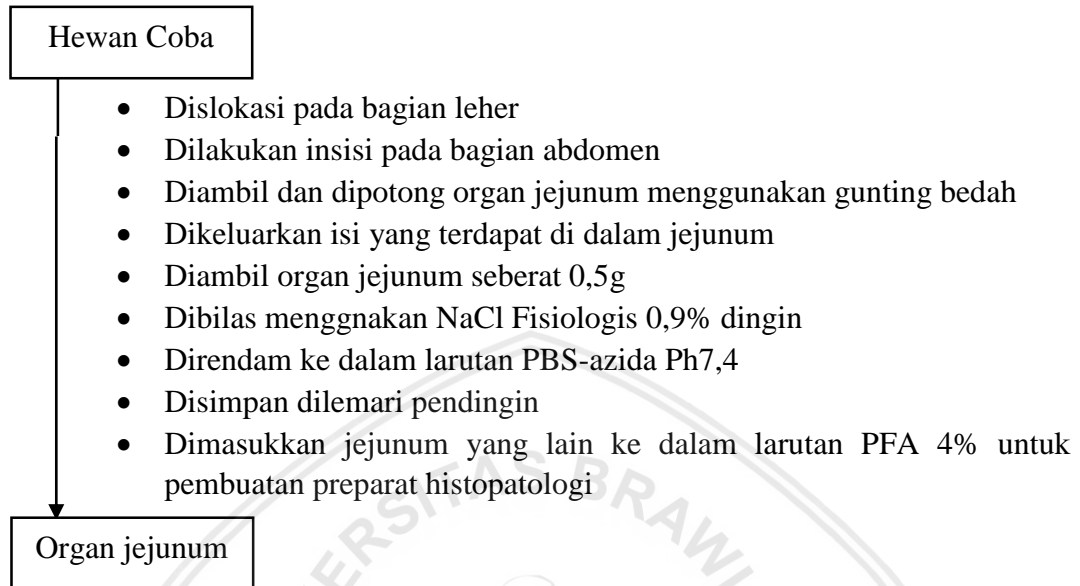 Hewan Coba
• Dislokasi pada bagian leher
• Dilakukan insisi pada bagian abdomen
• Diambil dan dipotong organ jejunum menggunakan gunting bedah
• Dikeluarkan isi yang terdapat di dalam jejunum
• Diambil organ jejunum seberat 0,5g
• Dibilas menggnakan NaCl Fisiologis 0,9% dingin
• Direndam ke dalam larutan PBS-azida Ph7,4
• Disimpan dilemari pendingin
• Dimasukkan jejunum yang lain ke dalam larutan PFA 4% untuk
pembuatan preparat histopatologi
Organ jejunum